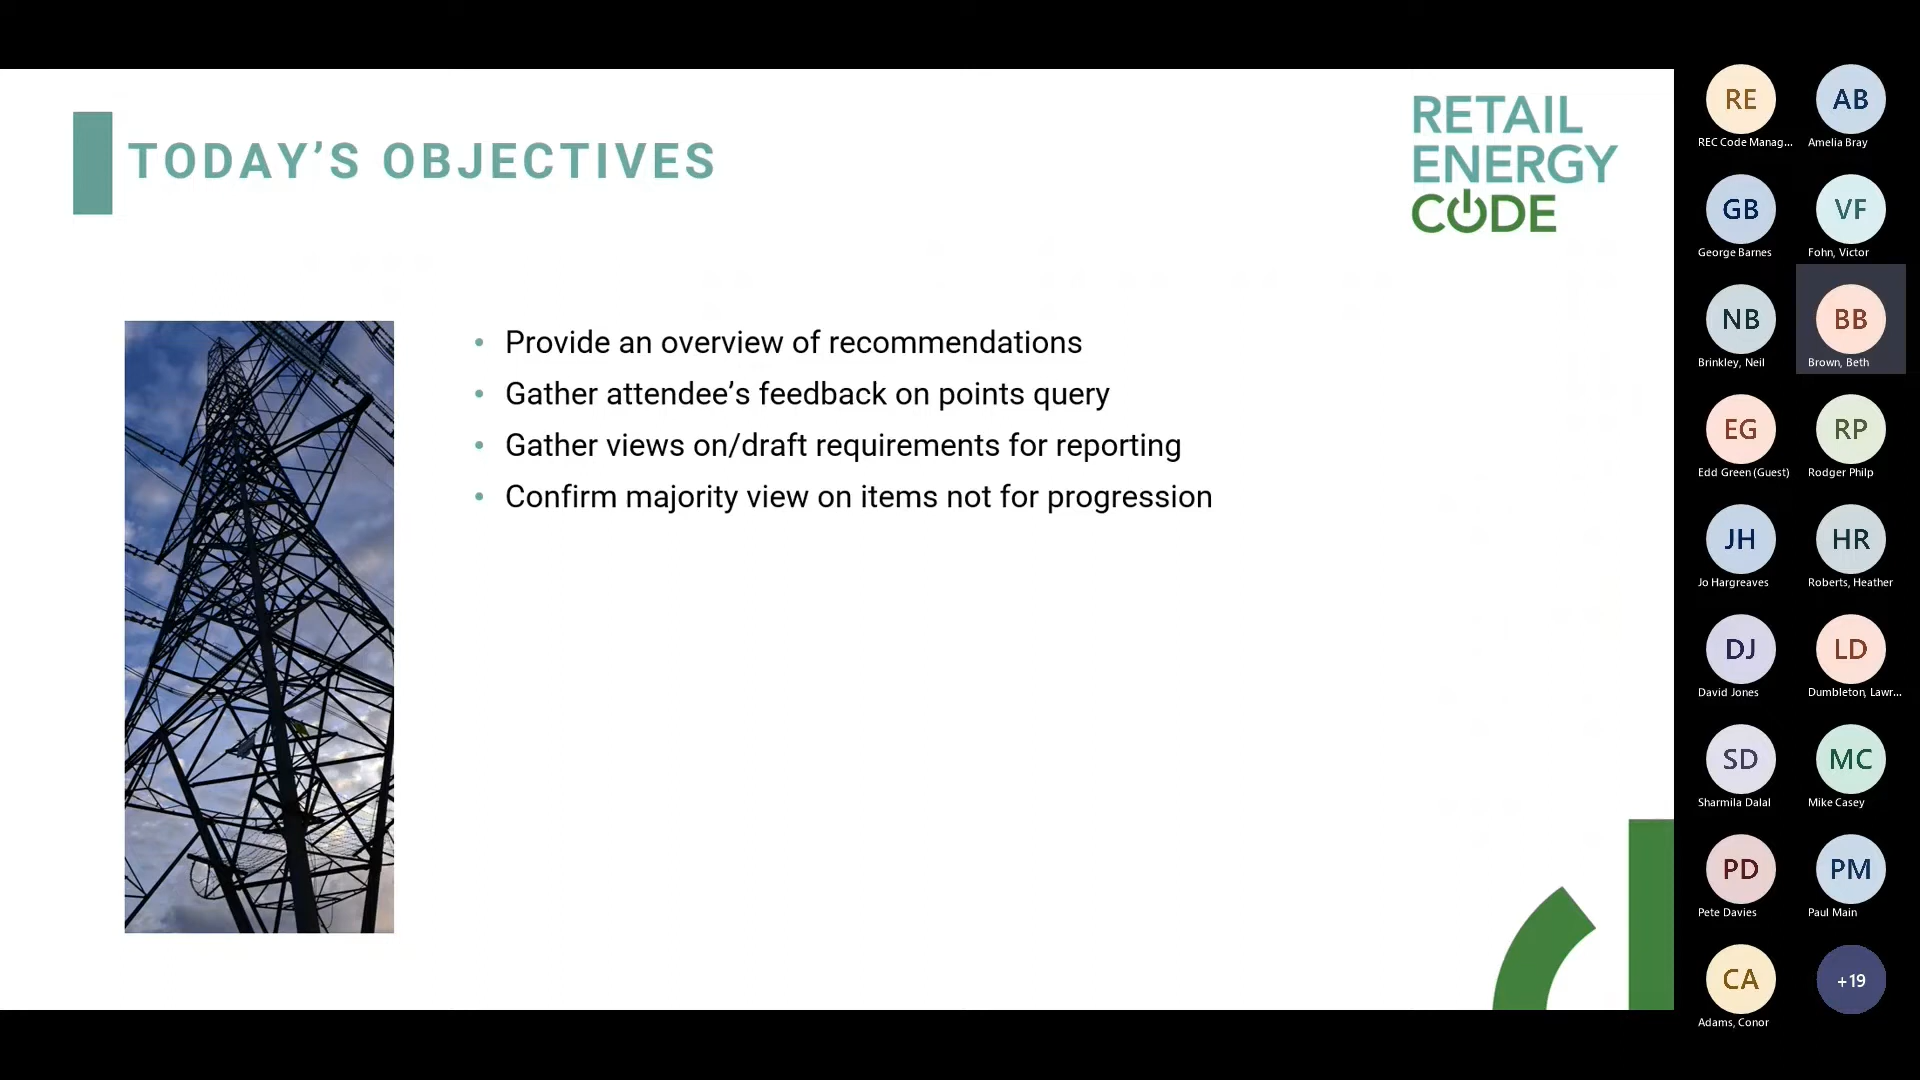 TODAY’S OBJECTIVES
RETAIL
ENERGY
CODE
• Provide an overview of recommendations
• Gather attendee’s feedback on points query
• Gather views on/draft requirements for reporting
• Confirm majority view on items not for progression
RE
REC Code Manag...
AB
Amelia Bray
GB
George Barnes
VF
Fohn, Victor
NB
Brinkley, Neil
BB
Brown, Beth
EG
Edd Green (Guest)
RP
Rodger Philp
JH
Jo Hargreaves
HR
Roberts, Heather
DJ
David Jones
LD
Dumbleton, Lawr...
SD
Sharmila Dalal
MC
Mike Casey
PD
Pete Davies
PM
Paul Main
CA
Adams, Conor
+19